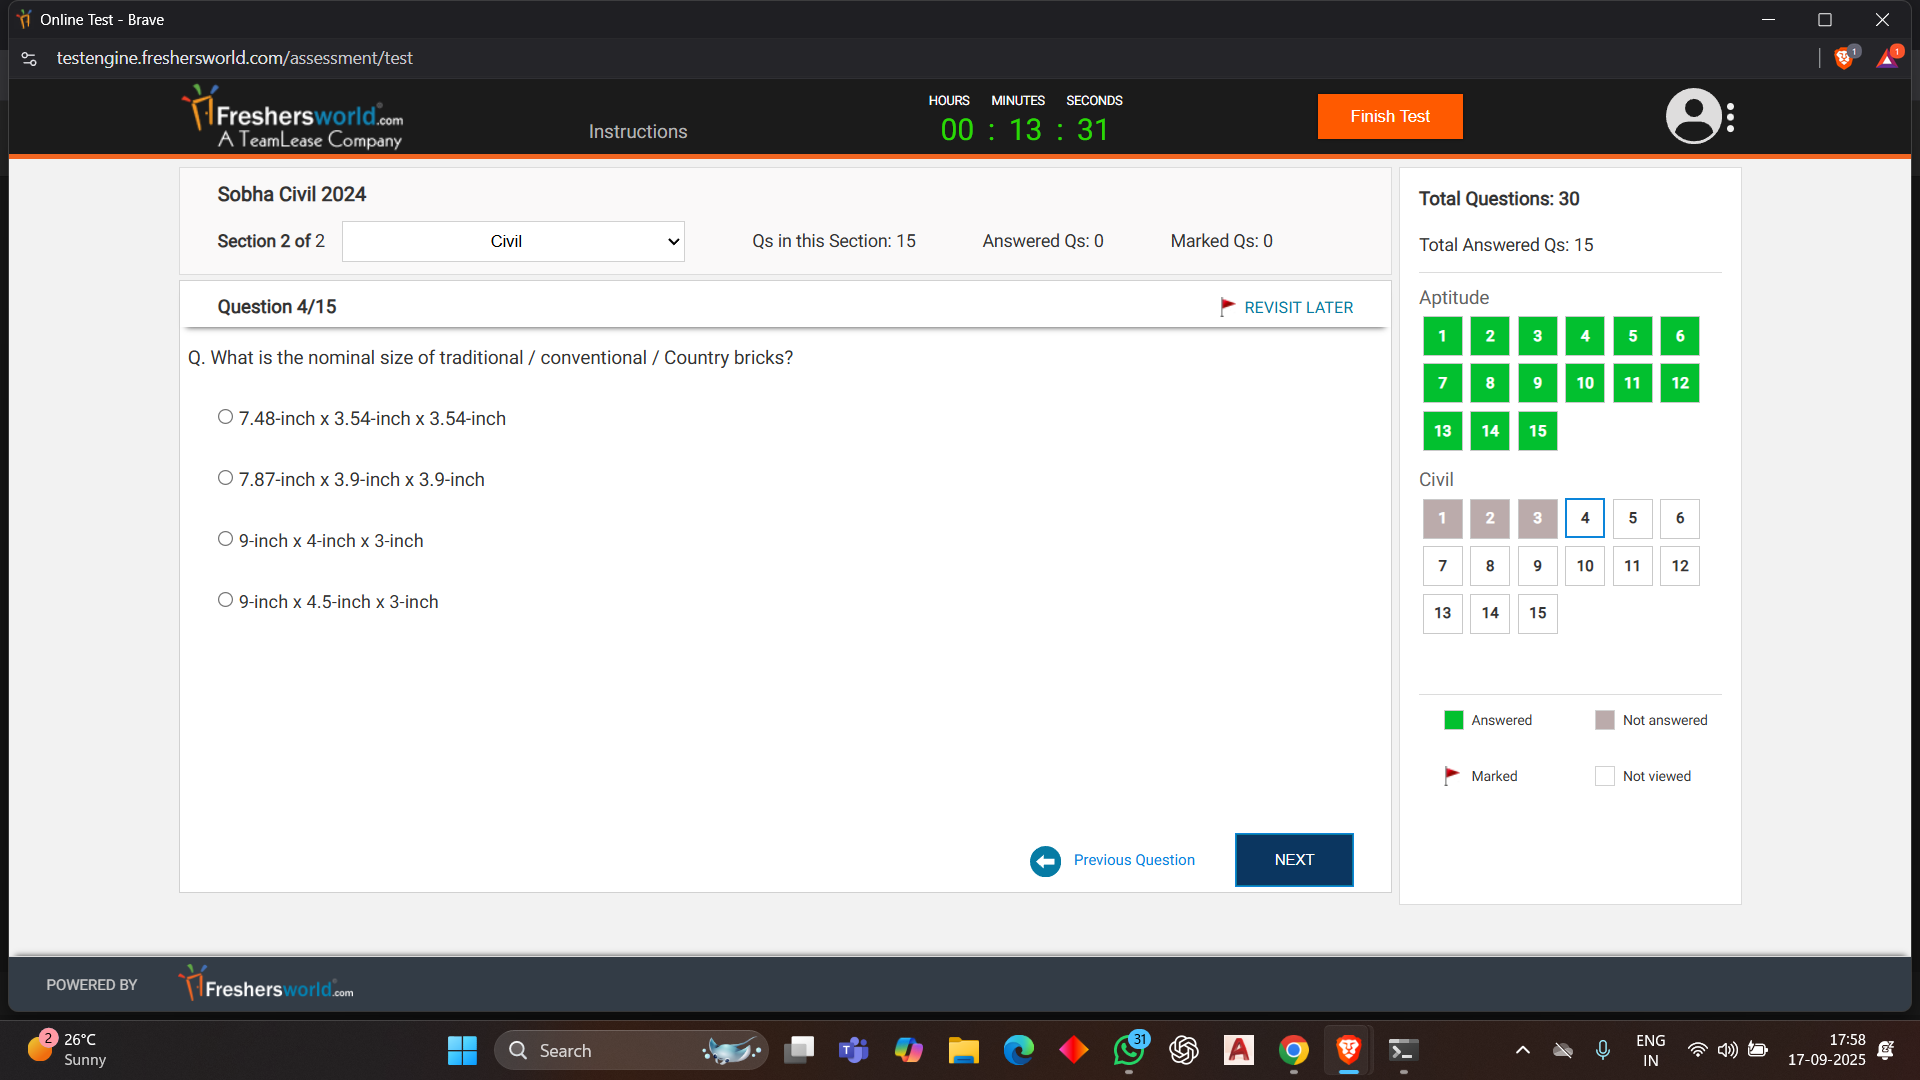 Online Test - Brave
testengine.freshersworld.com/assessment/test
1
1
Freshersworld.com
A TeamLease Company
Instructions
HOURS MINUTES SECONDS
00 : 13 : 31
Finish Test
Sobha Civil 2024
Section 2 of 2
Civil
Qs in this Section: 15
Answered Qs: 0
Marked Qs: 0
Question 4/15
REVISIT LATER
Q. What is the nominal size of traditional / conventional / Country bricks?
7.48-inch x 3.54-inch x 3.54-inch
7.87-inch x 3.9-inch x 3.9-inch
9-inch x 4-inch x 3-inch
9-inch x 4.5-inch x 3-inch
Previous Question
NEXT
Total Questions: 30
Total Answered Qs: 15
Aptitude
1 2 3 4 5 6
7 8 9 10 11 12
13 14 15
Civil
1 2 3 4 5 6
7 8 9 10 11 12
13 14 15
Answered
Not answered
Marked
Not viewed
POWERED BY
Freshersworld.com
2
26°C
Sunny
Search
31
ENG
IN
17:58
17-09-2025